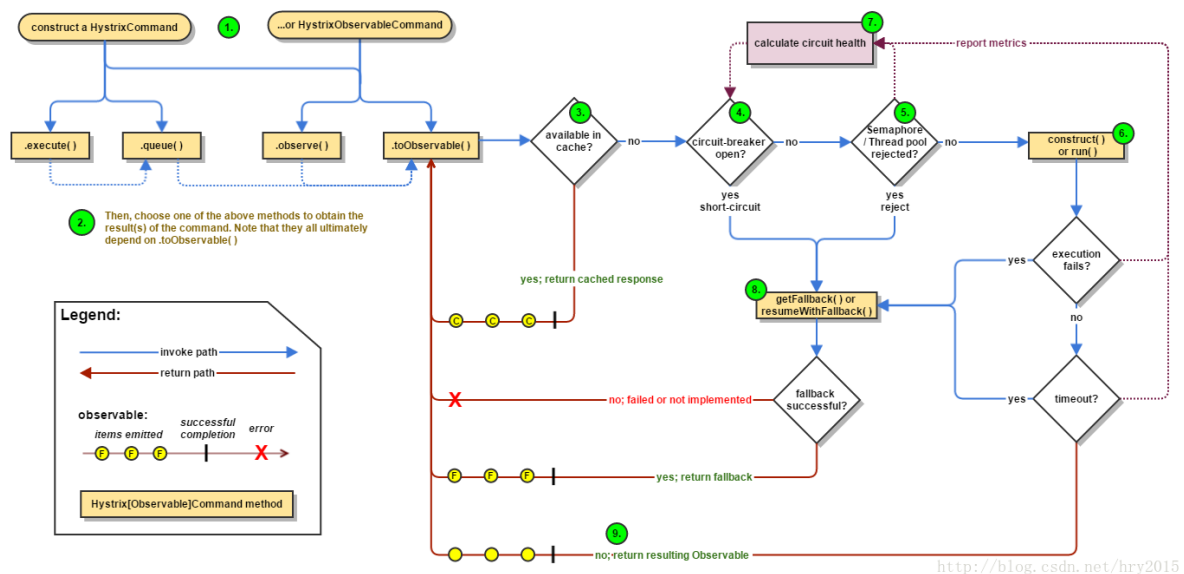 construct a HystrixCommand
1.
...or HystrixObservableCommand
7.
calculate circuit health
report metrics
3.
4.
5.
6.
.execute( )
.queue( )
.observe( )
.toObservable( )
available in
cache?
no
circuit-breaker
open?
no
Semaphore
/ Thread pool
rejected?
no
construct( )
or run( )
yes
short-circuit
yes
reject
2.
Then, choose one of the above methods to obtain the
result(s) of the command. Note that they all ultimately
depend on .toObservable( )
yes
execution
fails?
yes; return cached response
8.
getFallback( ) or
resumeWithFallback( )
no
C C C
Legend:
invoke path
return path
observable:
items emitted
successful
completion
error
F F F
X
Hystrix[Observable]Command method
X
no; failed or not implemented
fallback
successful?
yes
timeout?
F F F
yes; return fallback
9.
no; return resulting Observable
http://blog.csdn.net/hry2015